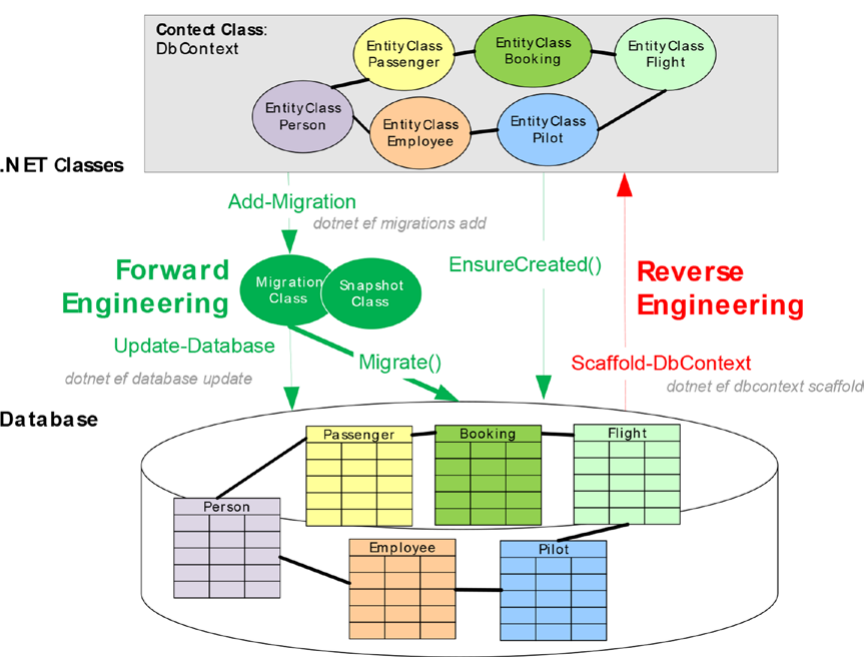 Contect Class:
DbContext
EntityClass
Passenger
EntityClass
Booking
EntityClass
Flight
EntityClass
Person
EntityClass
Employee
EntityClass
Pilot
.NET Classes
Add-Migration
dotnet ef migrations add
Forward
Engineering
Migration
Class
Snapshot
Class
EnsureCreated()
Reverse
Engineering
Update-Database
dotnet ef database update
Migrate()
Scaffold-DbContext
dotnet ef dbcontext scaffold
Database
Passenger
Booking
Flight
Person
Employee
Pilot